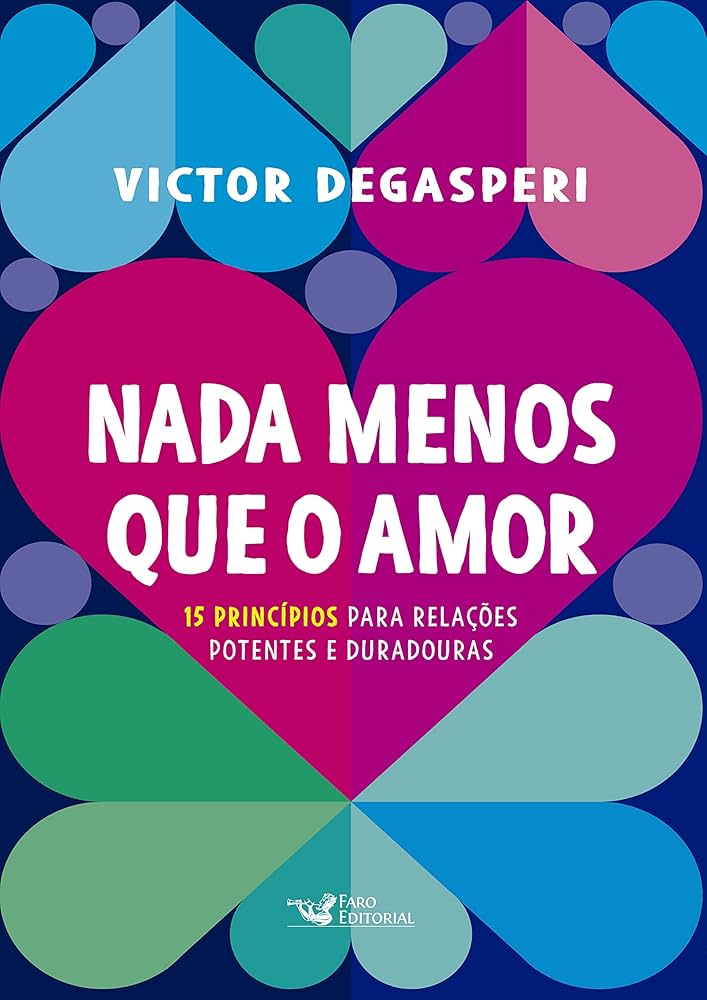 VICTOR DEGASPERI
NADA MENOS
QUE O AMOR
15 PRINCÍPIOS PARA RELAÇÕES
POTENTES E DURADOURAS
FARO
EDITORIAL